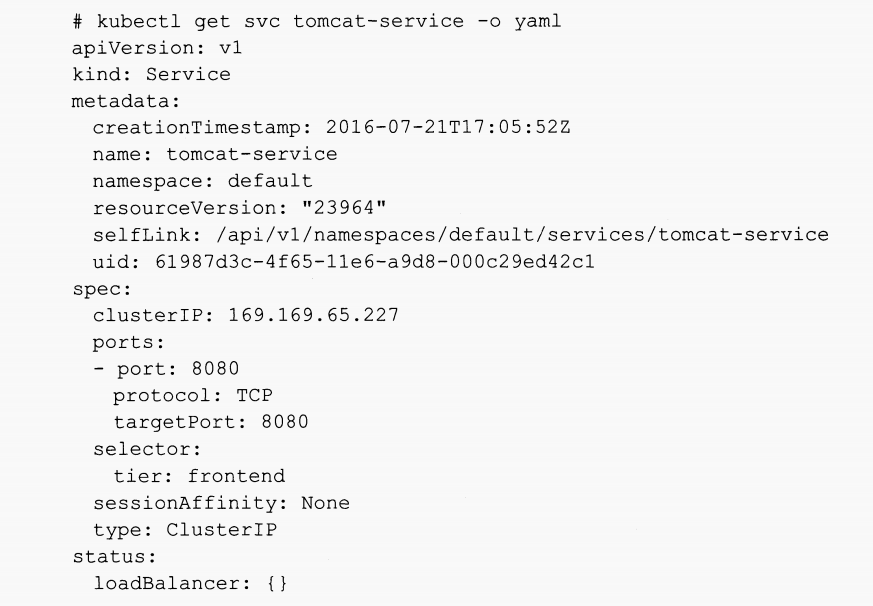 # kubectl get svc tomcat-service -o yaml
apiVersion: v1
kind: Service
metadata:
  creationTimestamp: 2016-07-21T17:05:52Z
  name: tomcat-service
  namespace: default
  resourceVersion: "23964"
  selfLink: /api/v1/namespaces/default/services/tomcat-service
  uid: 61987d3c-4f65-11e6-a9d8-000c29ed42c1
spec:
  clusterIP: 169.169.65.227
  ports:
  - port: 8080
    protocol: TCP
    targetPort: 8080
  selector:
    tier: frontend
  sessionAffinity: None
  type: ClusterIP
status:
  loadBalancer: {}